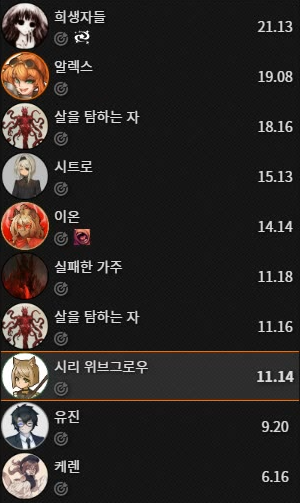 희생자들
21.13
알렉스
19.08
살을 탐하는 자
18.16
시트로
15.13
이온
14.14
실패한 가주
11.18
살을 탐하는 자
11.16
시리 위브그로우
11.14
유진
9.20
케렌
6.16